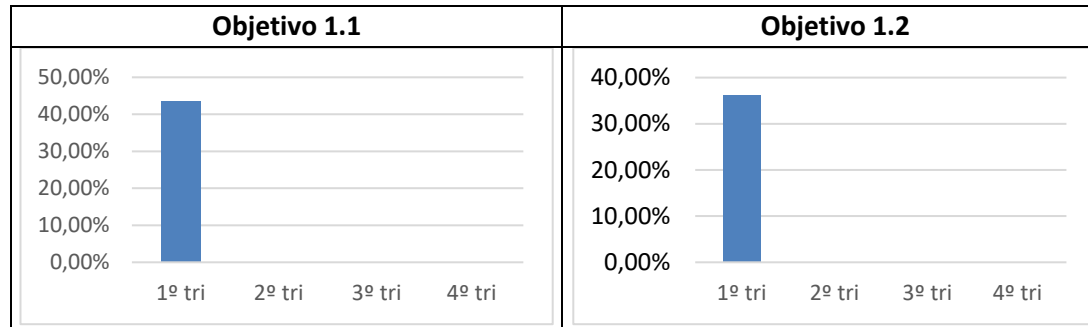 Objetivo 1.1
50,00%
40,00%
30,00%
20,00%
10,00%
0,00%
1º tri 2º tri 3º tri 4º tri
Objetivo 1.2
40,00%
30,00%
20,00%
10,00%
0,00%
1º tri 2º tri 3º tri 4º tri